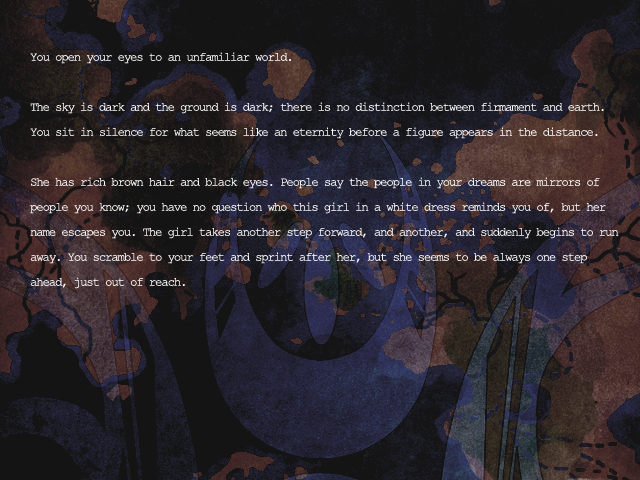 You open your eyes to an unfamiliar world.
The sky is dark and the ground is dark; there is no distinction between firmament and earth.
You sit in silence for what seems like an eternity before a figure appears in the distance.
She has rich brown hair and black eyes. People say the people in your dreams are mirrors of
people you know; you have no question who this girl in a white dress reminds you of, but her
name escapes you. The girl takes another step forward, and another, and suddenly begins to run
away. You scramble to your feet and sprint after her, but she seems to be always one step
ahead, just out of reach.